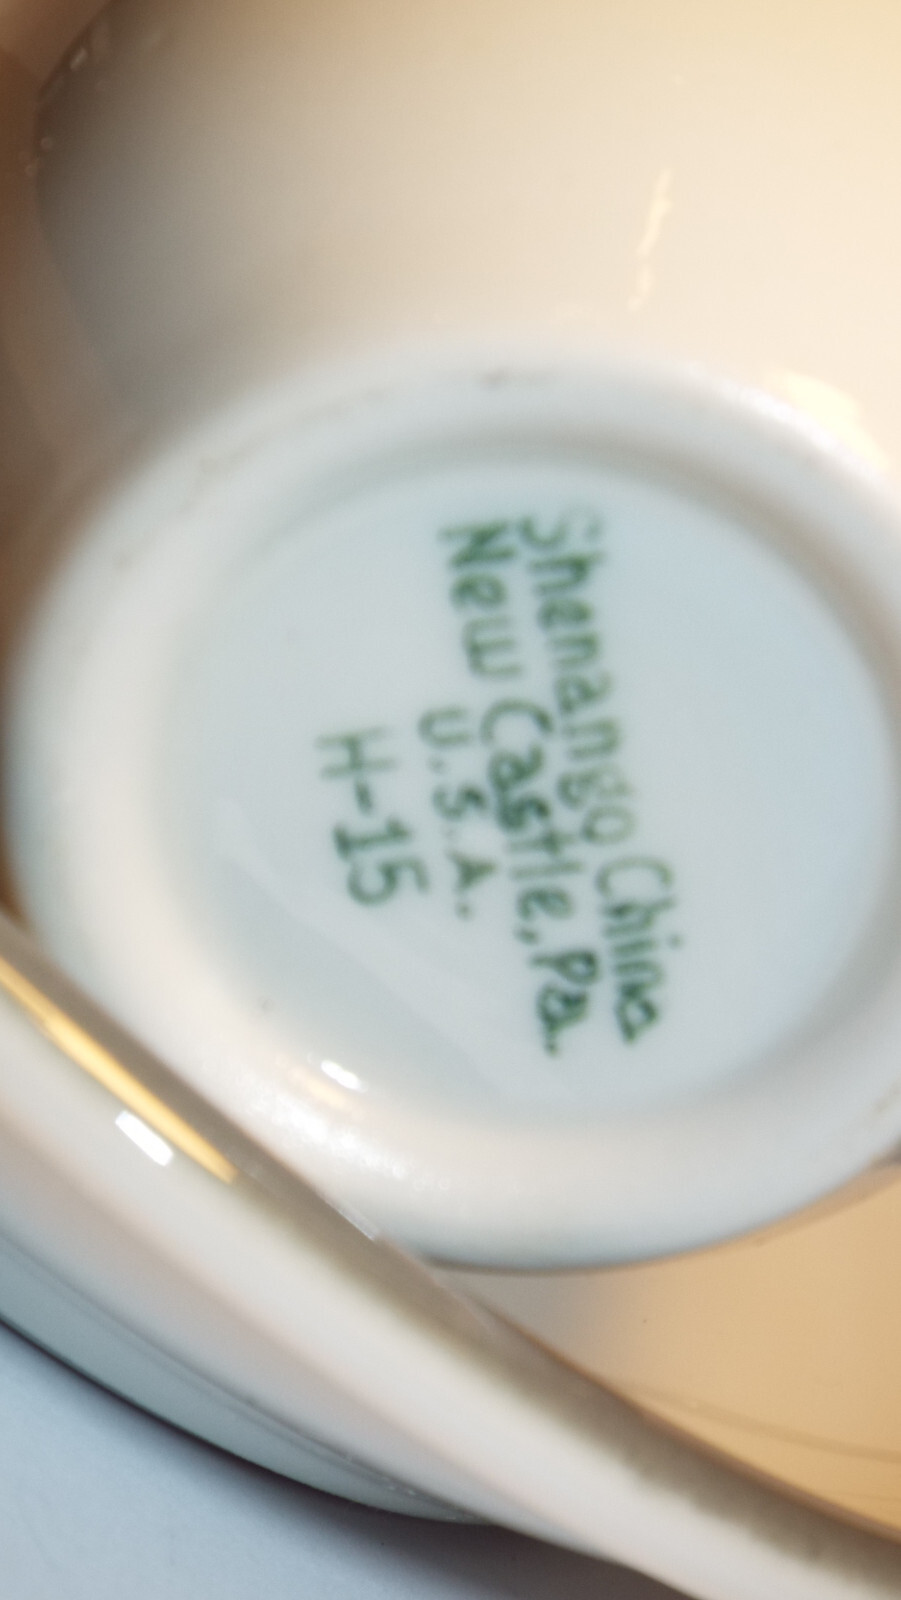 Shenango China
New Castle, Pa.
U.S.A.
H-15